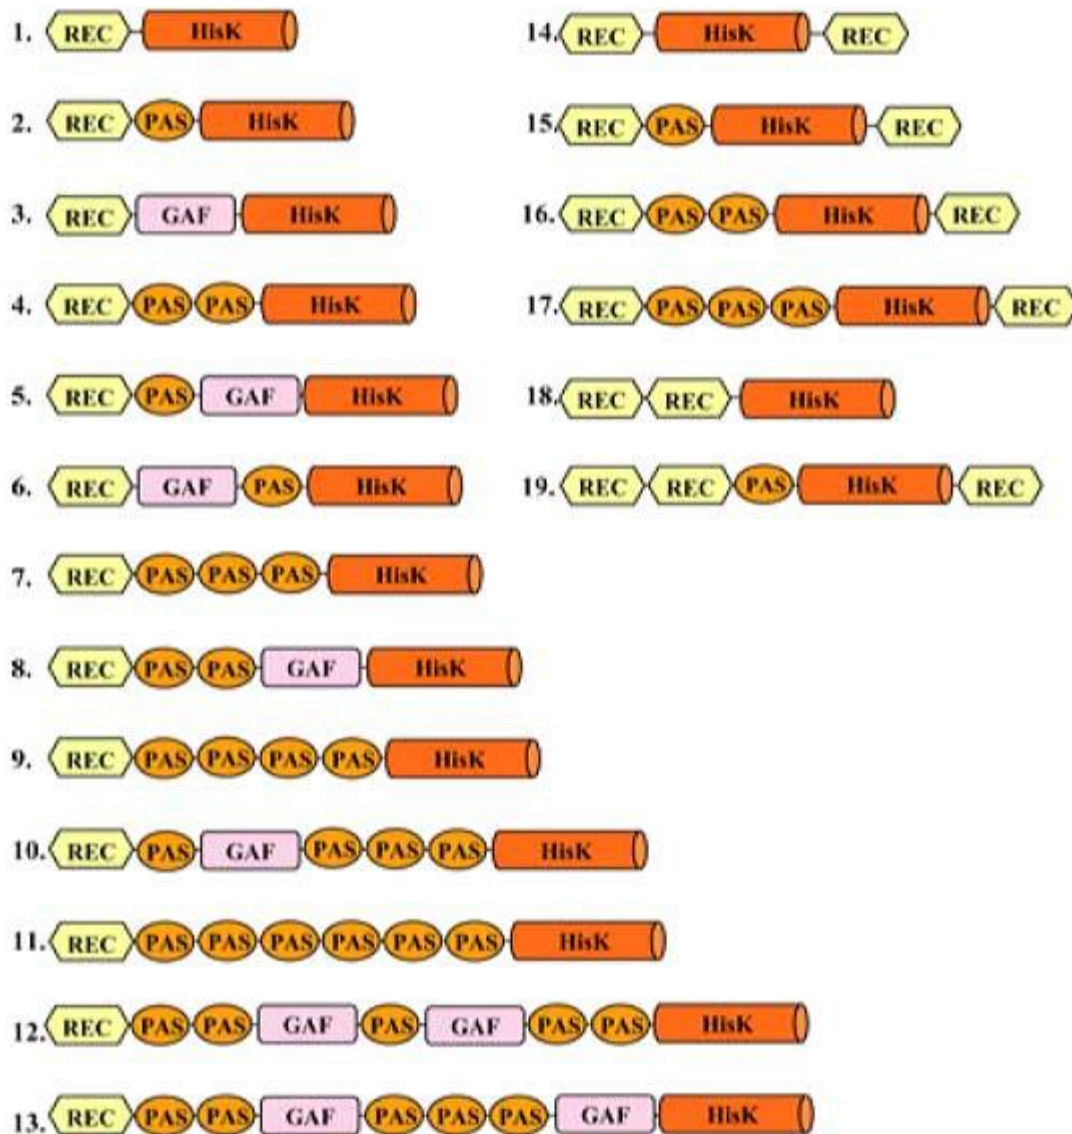 1. REC HisK
2. REC PAS HisK
3. REC GAF HisK
4. REC PAS PAS HisK
5. REC PAS GAF HisK
6. REC GAF PAS HisK
7. REC PAS PAS PAS HisK
8. REC PAS PAS GAF HisK
9. REC PAS PAS PAS PAS HisK
10. REC PAS GAF PAS PAS PAS HisK
11. REC PAS PAS PAS PAS PAS PAS HisK
12. REC PAS PAS GAF PAS GAF PAS PAS HisK
13. REC PAS PAS GAF PAS PAS PAS GAF HisK
14. REC HisK REC
15. REC PAS HisK REC
16. REC PAS PAS HisK REC
17. REC PAS PAS PAS HisK REC
18. REC REC HisK
19. REC REC PAS HisK REC